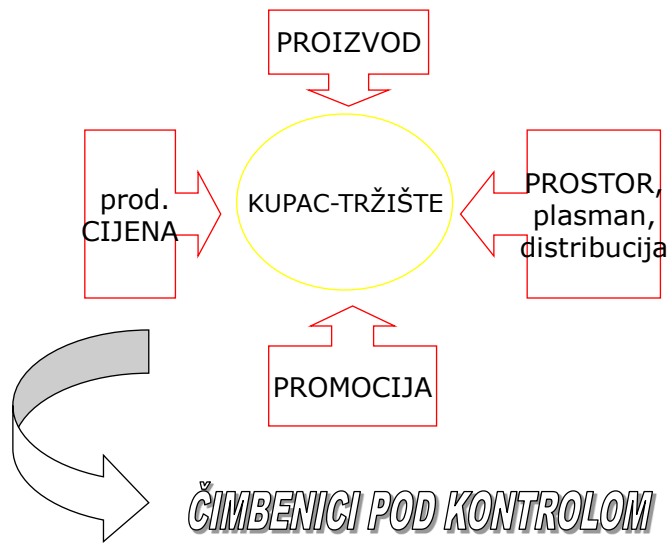 PROIZVOD
prod.
CIJENA
KUPAC-TRŽIŠTE
PROSTOR,
plasman,
distribucija
PROMOCIJA
ČIMBENICI POD KONTROLOM